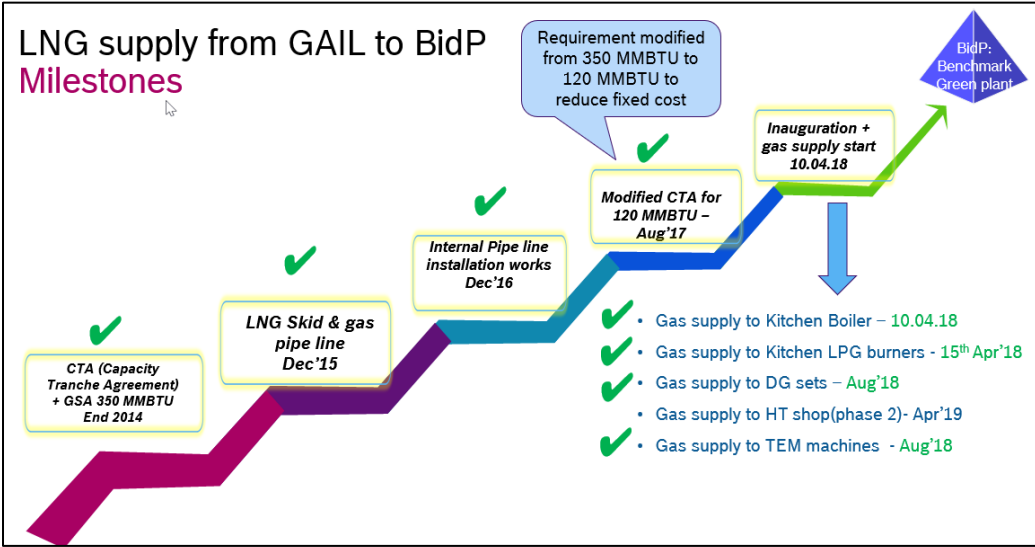 LNG supply from GAIL to BidP
Milestones
Requirement modified
from 350 MMBTU to
120 MMBTU to
reduce fixed cost
BidP:
Benchmark
Green plant
Inauguration +
gas supply start
10.04.18
Modified CTA for
120 MMBTU –
Aug'17
Internal Pipe line
installation works
Dec'16
LNG Skid & gas
pipe line
Dec'15
CTA (Capacity
Tranche Agreement)
+ GSA 350 MMBTU
End 2014
• Gas supply to Kitchen Boiler – 10.04.18
• Gas supply to Kitchen LPG burners - 15th Apr'18
• Gas supply to DG sets – Aug'18
• Gas supply to HT shop(phase 2)- Apr'19
• Gas supply to TEM machines - Aug'18